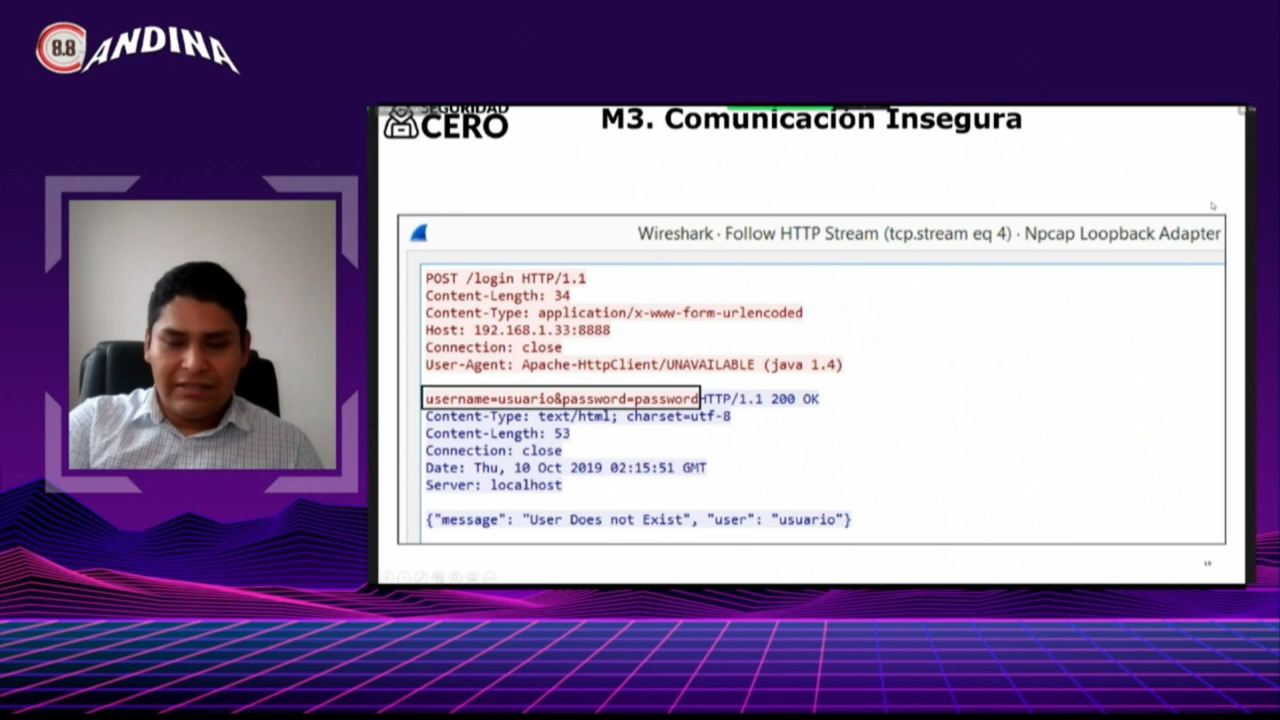 8.8 ANDINA
SEGURIDAD
CERO
M3. Comunicación Insegura
Wireshark · Follow HTTP Stream (tcp.stream eq 4) · Npcap Loopback Adapter
POST /login HTTP/1.1
Content-Length: 34
Content-Type: application/x-www-form-urlencoded
Host: 192.168.1.33:8888
Connection: close
User-Agent: Apache-HttpClient/UNAVAILABLE (java 1.4)
username=usuario&password=passwordHTTP/1.1 200 OK
Content-Type: text/html; charset=utf-8
Content-Length: 53
Connection: close
Date: Thu, 10 Oct 2019 02:15:51 GMT
Server: localhost
{"message": "User Does not Exist", "user": "usuario"}